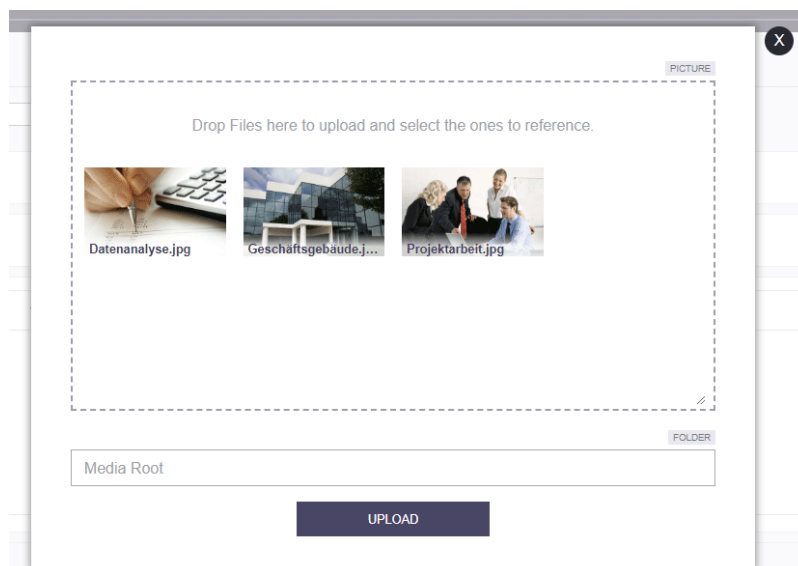 X
PICTURE
Drop Files here to upload and select the ones to reference.
Datenanalyse.jpg
Geschäftsgebäude.j...
Projektarbeit.jpg
FOLDER
Media Root
UPLOAD